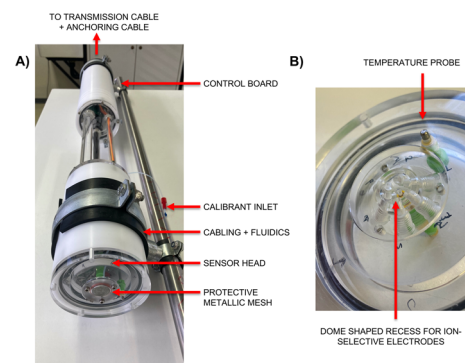 TO TRANSMISSION CABLE
+ ANCHORING CABLE
A)
CONTROL BOARD
CALIBRANT INLET
CABLING + FLUIDICS
SENSOR HEAD
PROTECTIVE
METALLIC MESH
B)
TEMPERATURE PROBE
DOME SHAPED RECESS FOR ION-
SELECTIVE ELECTRODES